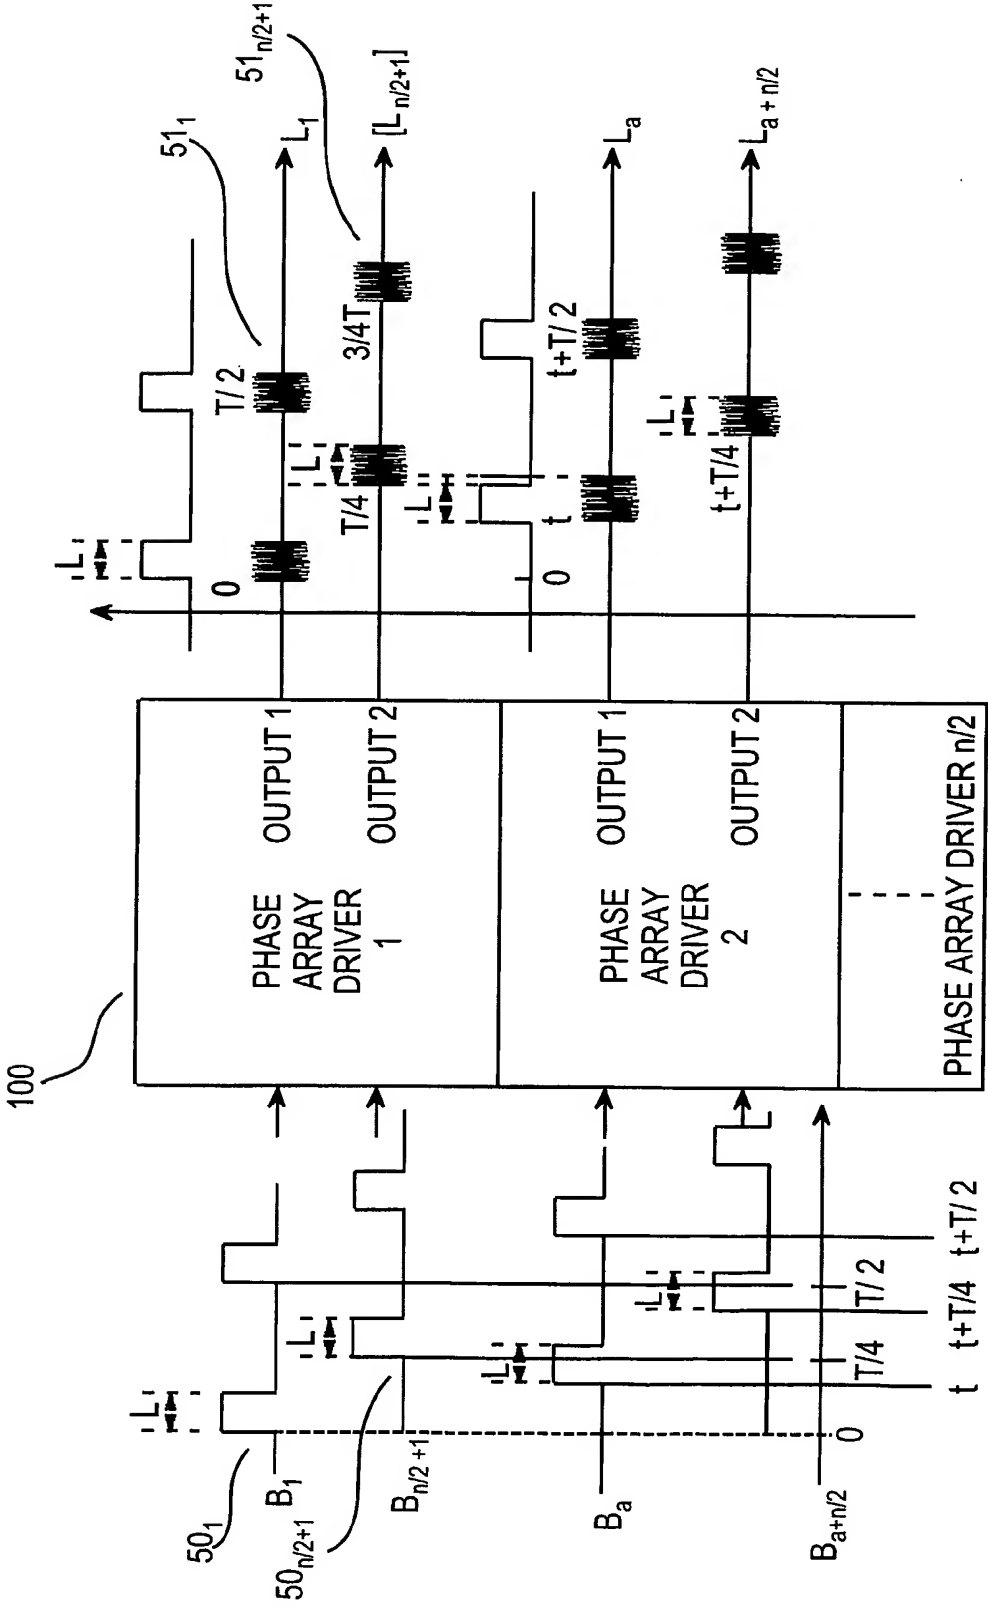 100
50₁
50ₙ/₂₊₁
B₁
Bₙ/₂ ₊₁
Bₐ
Bₐ₊ₙ/₂
L
L
L
L
0
t
T/4
t+T/4
T/2
t+T/2
PHASE
ARRAY
DRIVER
1
OUTPUT 1
OUTPUT 2
PHASE
ARRAY
DRIVER
2
OUTPUT 1
OUTPUT 2
PHASE ARRAY DRIVER n/2
L
0
T/2
51₁
L₁
L
T/4
3/4T
51ₙ/₂₊₁
[Lₙ/₂₊₁]
L
0
t
t+T/2
Lₐ
L
t+T/4
Lₐ ₊ ₙ/₂